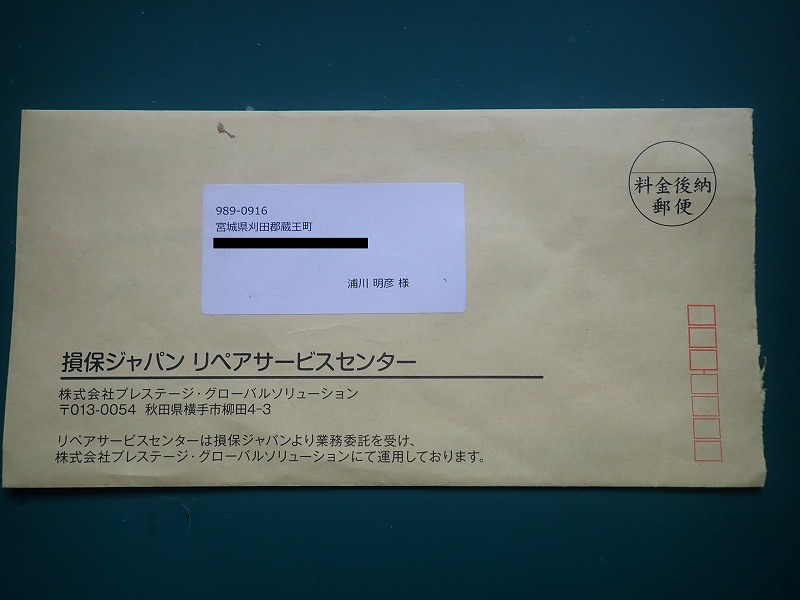 料金後納
郵便
989-0916
宮城県刈田郡蔵王町
浦川 明彦 様
損保ジャパン リペアサービスセンター
株式会社プレステージ・グローバルソリューション
〒013-0054 秋田県横手市柳田4-3
リペアサービスセンターは損保ジャパンより業務委託を受け、
株式会社プレステージ・グローバルソリューションにて運用しております。